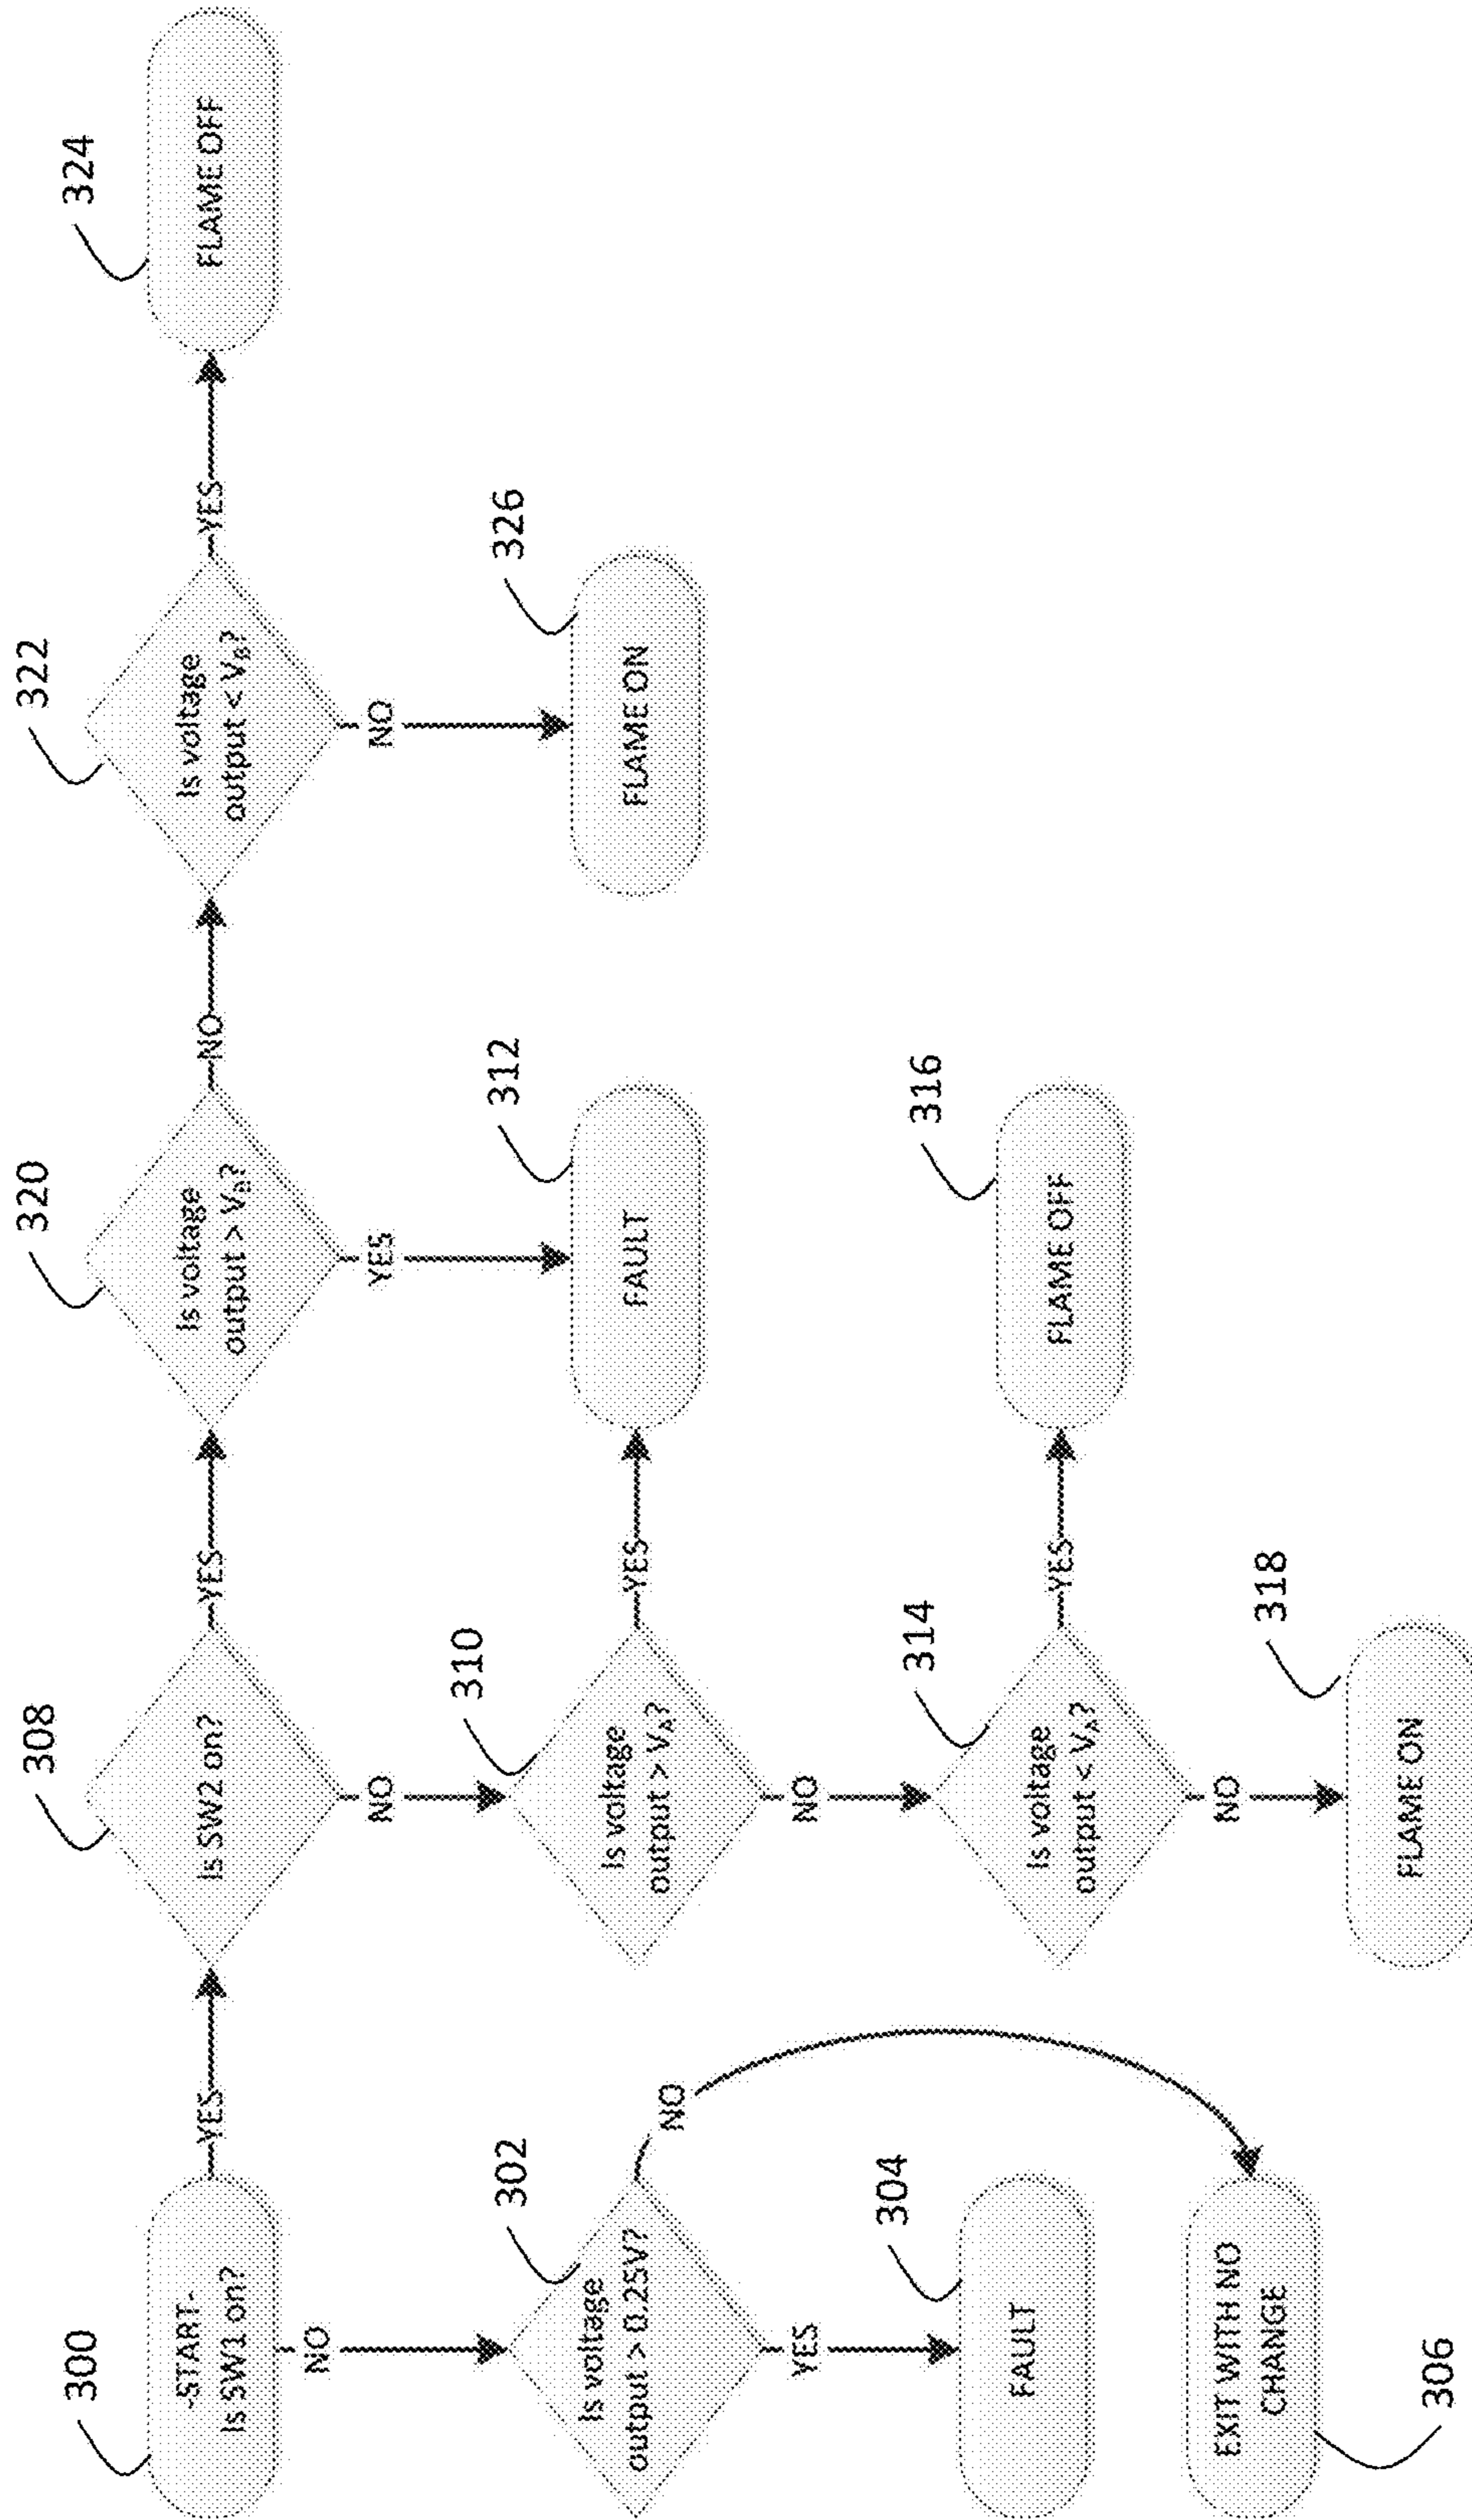 300
-START-
Is SW1 on?
YES
308
Is SW2 on?
YES
320
Is voltage
output > VB?
NO
322
Is voltage
output < VB?
YES
324
FLAME OFF
NO
302
Is voltage
output > 0.25V?
NO
NO
310
Is voltage
output > VA?
YES
YES
312
FAULT
NO
326
FLAME ON
YES
304
FAULT
NO
314
Is voltage
output < VA?
YES
316
FLAME OFF
306
EXIT WITH NO
CHANGE
NO
318
FLAME ON